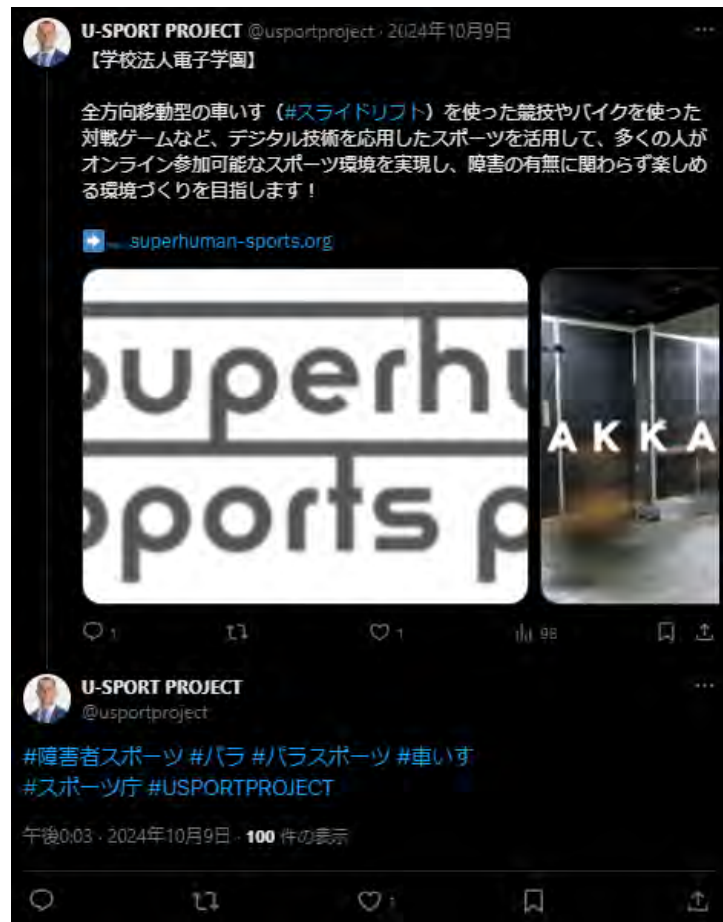 U-SPORT PROJECT @usportproject · 2024年10月9日
【学校法人電子学園】
全方向移動型の車いす（#スライドリフト）を使った競技やバイクを使った
対戦ゲームなど、デジタル技術を応用したスポーツを活用して、多くの人が
オンライン参加可能なスポーツ環境を実現し、障害の有無に関わらず楽しめ
る環境づくりを目指します！
superhuman-sports.org
superhu
sports p
AKKA
1
1
98
U-SPORT PROJECT
@usportproject
#障害者スポーツ #パラ #パラスポーツ #車いす
#スポーツ庁 #USPORTPROJECT
午後0:03 · 2024年10月9日 · 100 件の表示
1